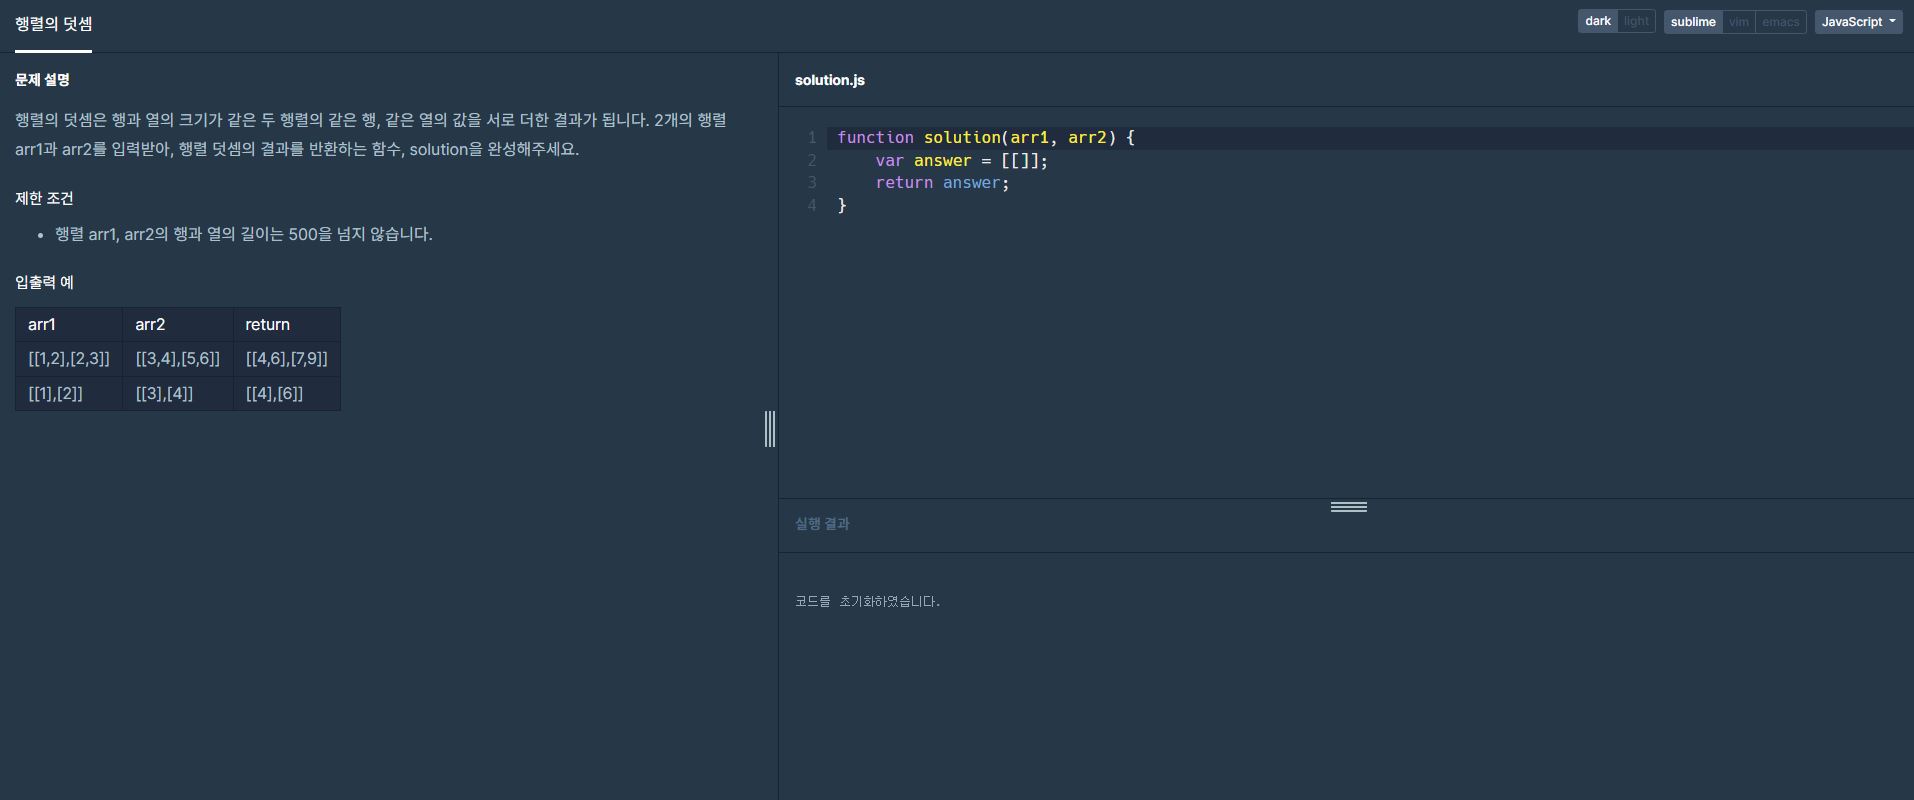 행렬의 덧셈
dark light sublime vim emacs JavaScript
문제 설명
행렬의 덧셈은 행과 열의 크기가 같은 두 행렬의 같은 행, 같은 열의 값을 서로 더한 결과가 됩니다. 2개의 행렬
arr1과 arr2를 입력받아, 행렬 덧셈의 결과를 반환하는 함수, solution을 완성해주세요.
제한 조건
• 행렬 arr1, arr2의 행과 열의 길이는 500을 넘지 않습니다.
입출력 예
arr1 arr2 return
[[1,2],[2,3]] [[3,4],[5,6]] [[4,6],[7,9]]
[[1],[2]] [[3],[4]] [[4],[6]]
solution.js
1 function solution(arr1, arr2) {
2     var answer = [[]];
3     return answer;
4 }
실행 결과
코드를 초기화하였습니다.